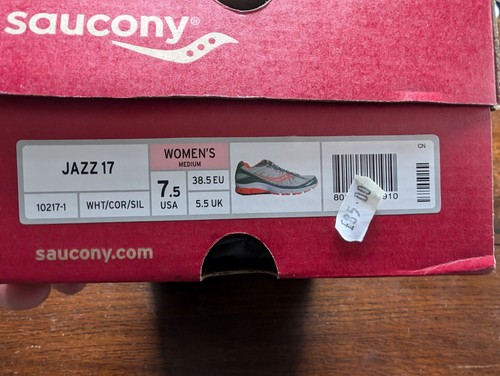 saucony®
JAZZ 17
10217-1
WHT/COR/SIL
WOMEN'S
MEDIUM
7.5
USA
38.5 EU
5.5 UK
CN
£85.00
910
saucony.com